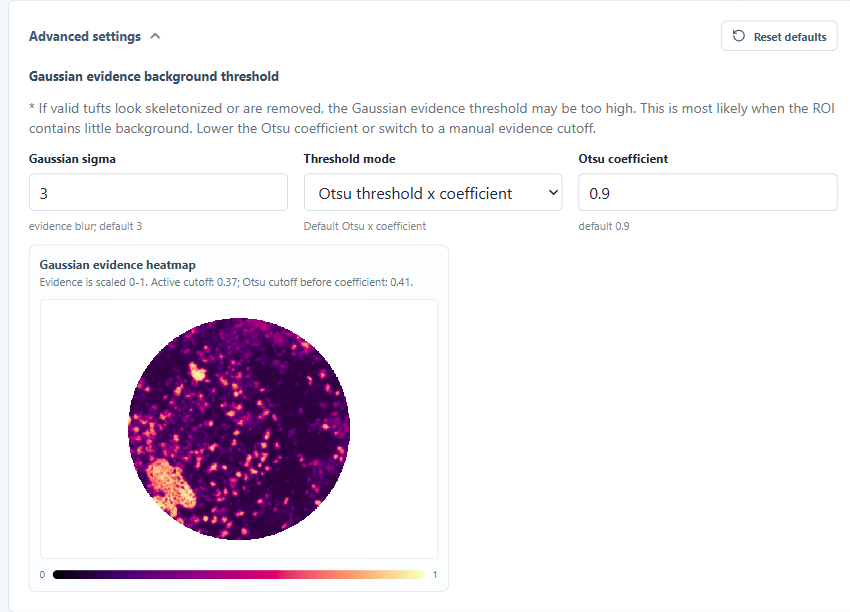 Advanced settings
Reset defaults
Gaussian evidence background threshold
* If valid tufts look skeletonized or are removed, the Gaussian evidence threshold may be too high. This is most likely when the ROI
contains little background. Lower the Otsu coefficient or switch to a manual evidence cutoff.
Gaussian sigma
Threshold mode
Otsu coefficient
3
Otsu threshold x coefficient
0.9
evidence blur; default 3
Default Otsu x coefficient
default 0.9
Gaussian evidence heatmap
Evidence is scaled 0-1. Active cutoff: 0.37; Otsu cutoff before coefficient: 0.41.
0
1